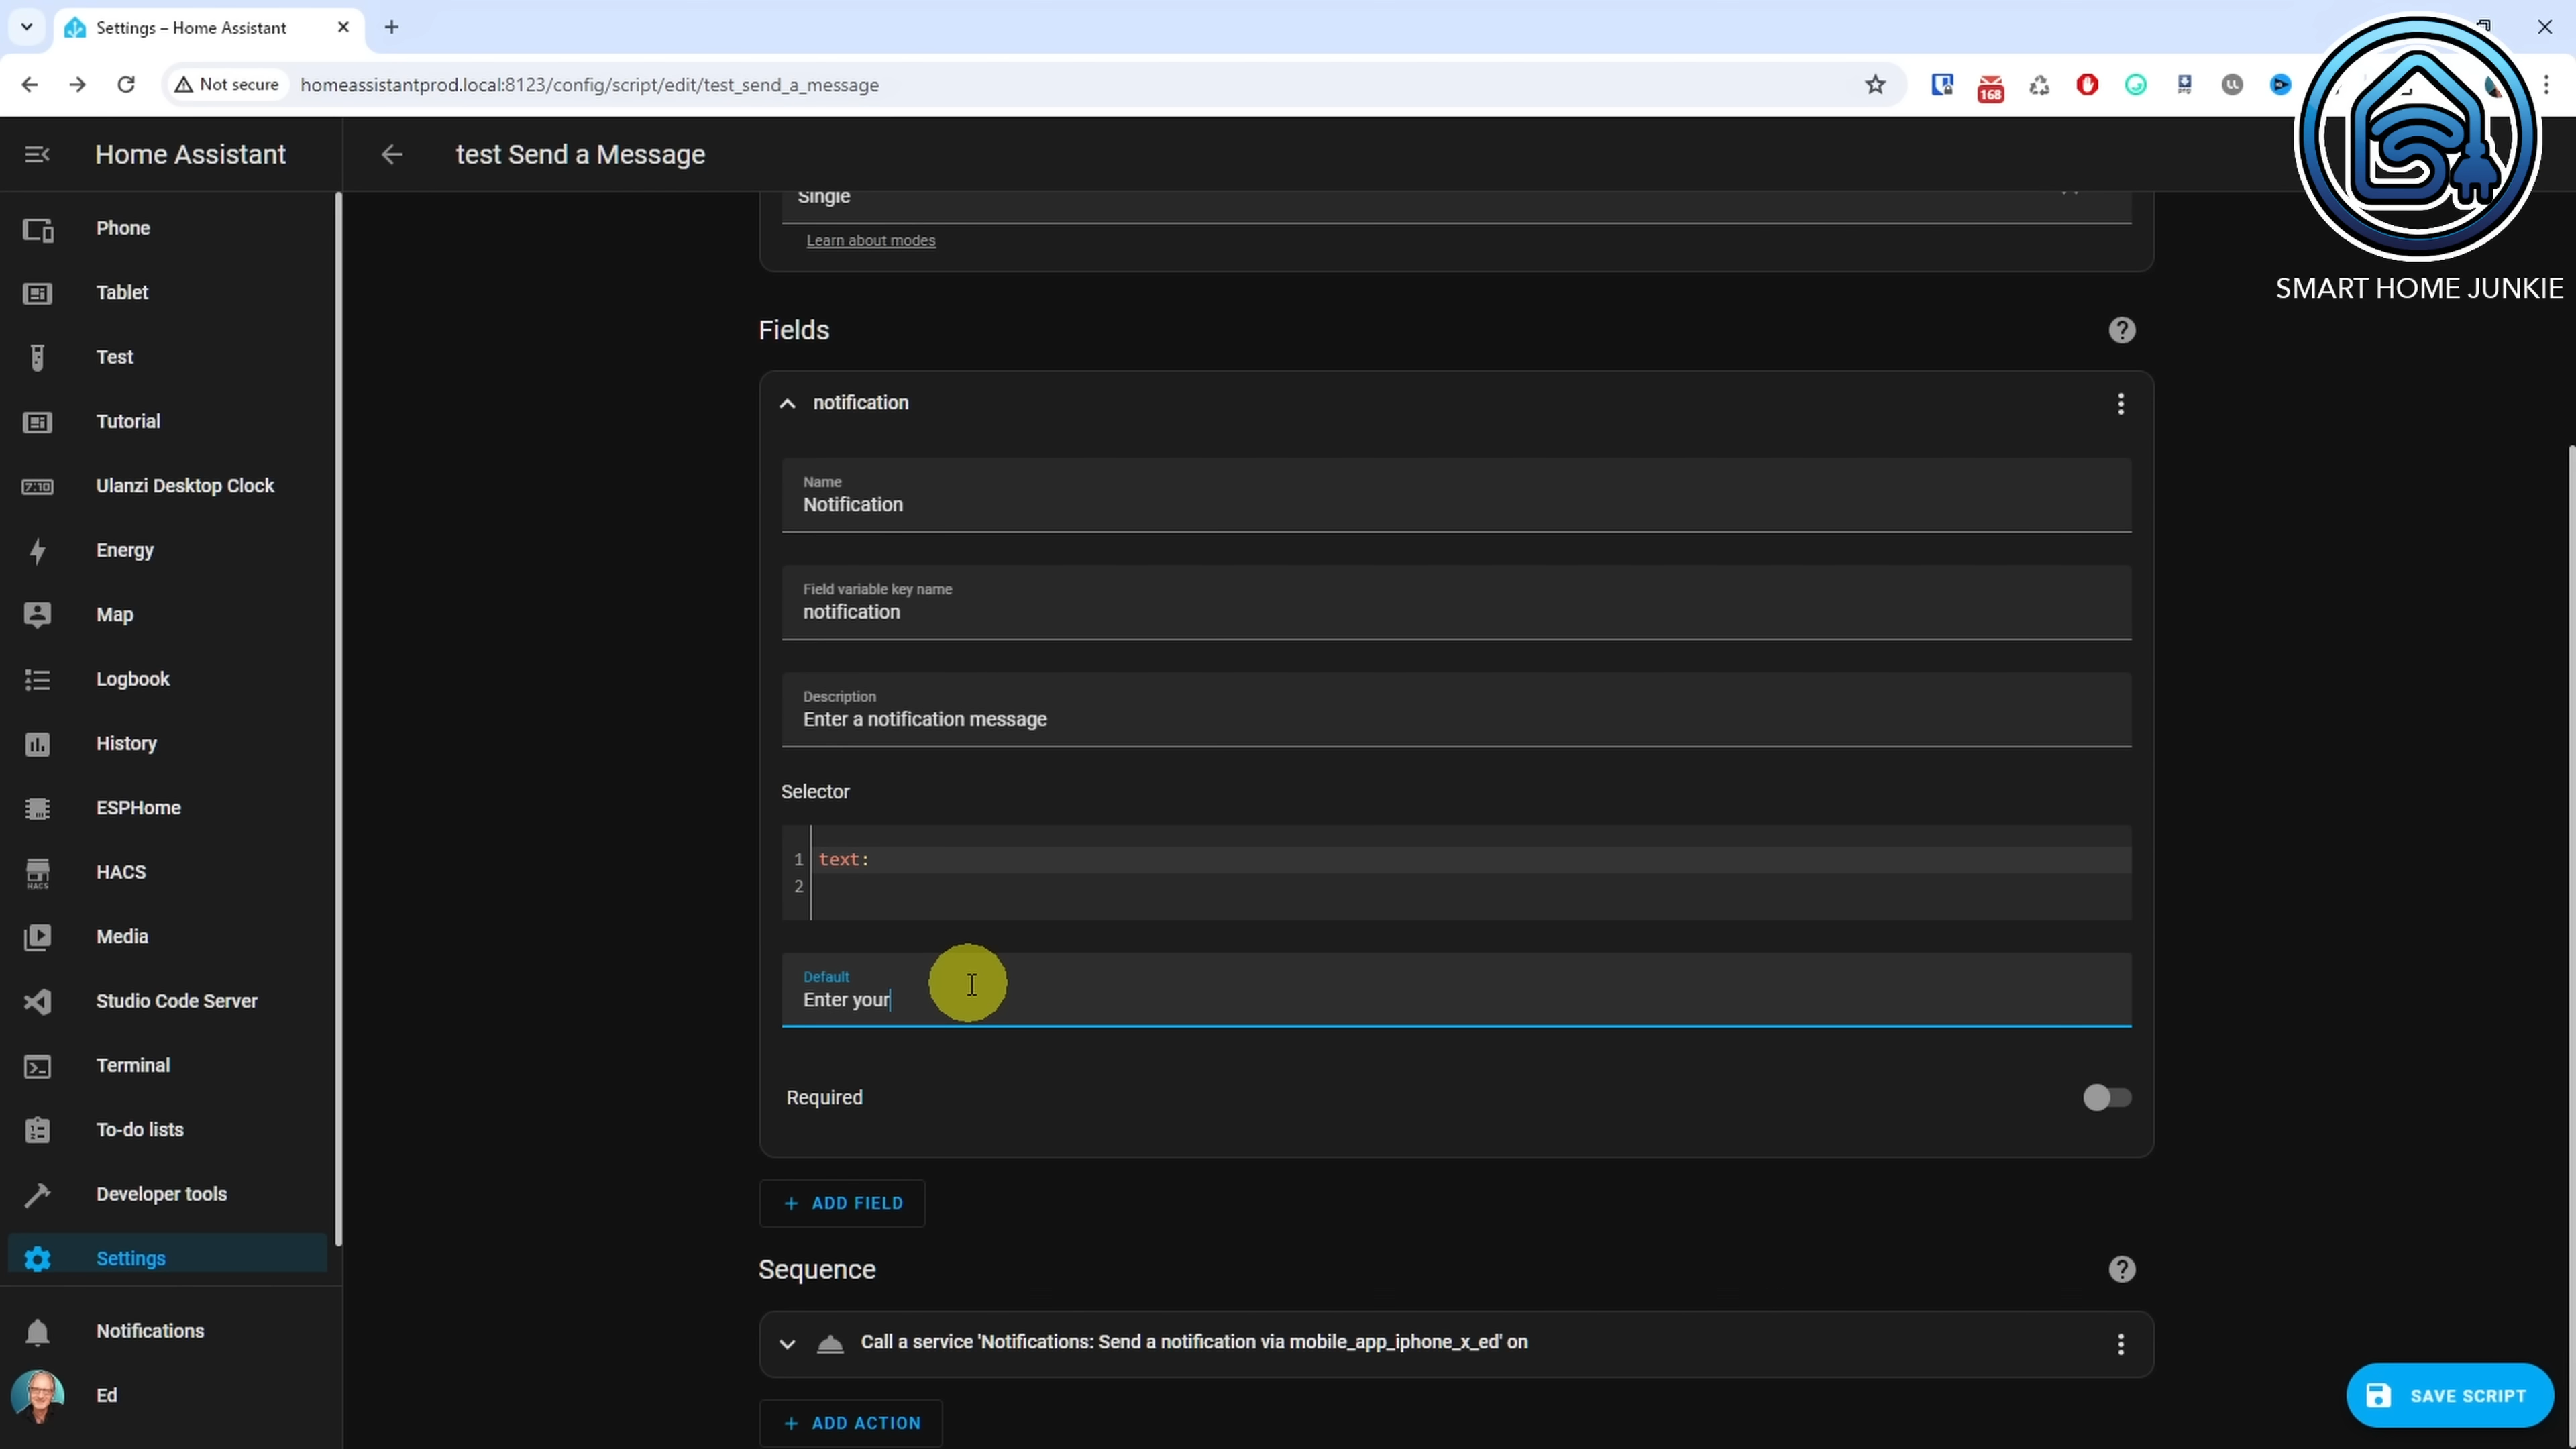 Settings – Home Assistant
Not secure
homeassistantprod.local:8123/config/script/edit/test_send_a_message
168
Home Assistant
test Send a Message
SMART HOME JUNKIE
Phone
Tablet
Test
Tutorial
7:10
Ulanzi Desktop Clock
Energy
Map
Logbook
History
ESPHome
HACS
HACS
Media
Studio Code Server
Terminal
To-do lists
Developer tools
Settings
Notifications
Ed
Single
Learn about modes
Fields
notification
Name
Notification
Field variable key name
notification
Description
Enter a notification message
Selector
1 text:
2
Default
Enter your
Required
+ ADD FIELD
Sequence
Call a service 'Notifications: Send a notification via mobile_app_iphone_x_ed' on
+ ADD ACTION
SAVE SCRIPT